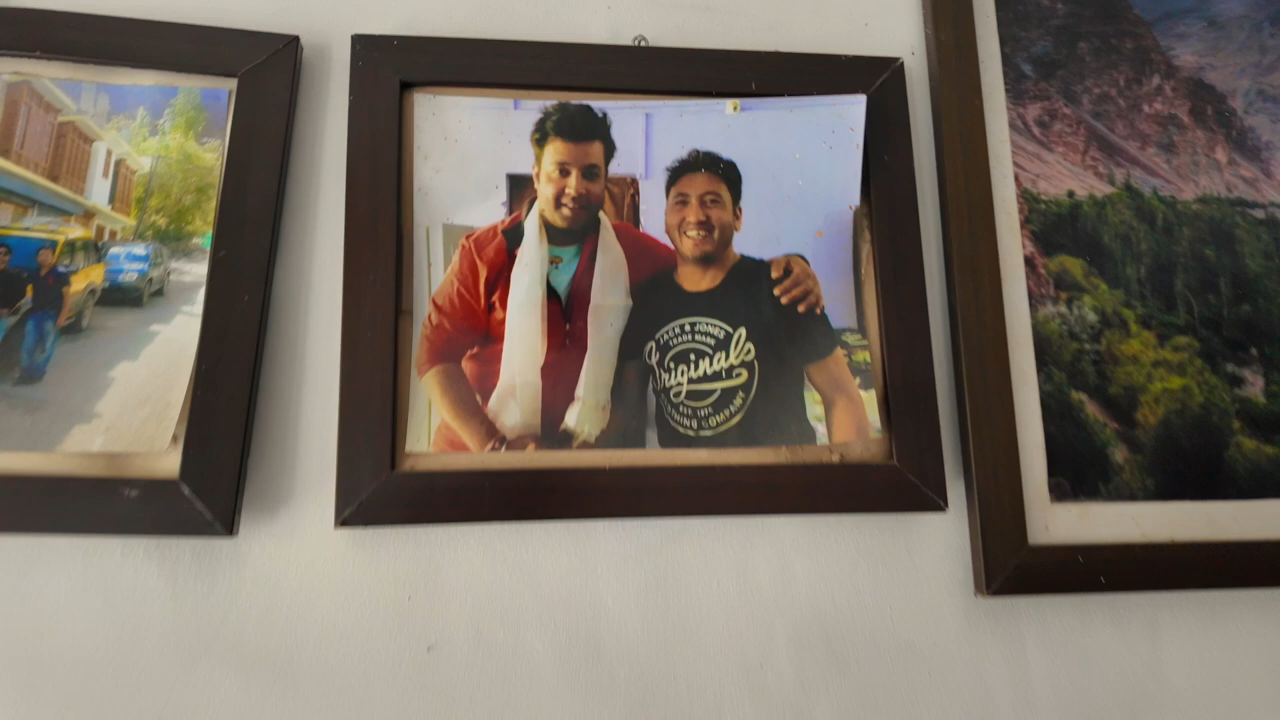 JACK & JONES
TRADE MARK
Originals
EST. 1975
CLOTHING COMPANY